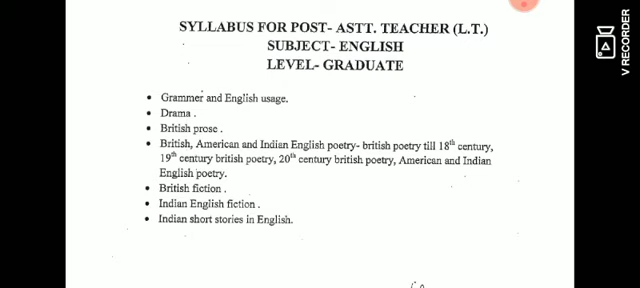 SYLLABUS FOR POST- ASTT. TEACHER (L.T.)
SUBJECT- ENGLISH
LEVEL- GRADUATE
• Grammer and English usage.
• Drama .
• British prose .
• British, American and Indian English poetry- british poetry till 18th century,
19th century british poetry, 20th century british poetry, American and Indian
English poetry.
• British fiction .
• Indian English fiction .
• Indian short stories in English.
V RECORDER